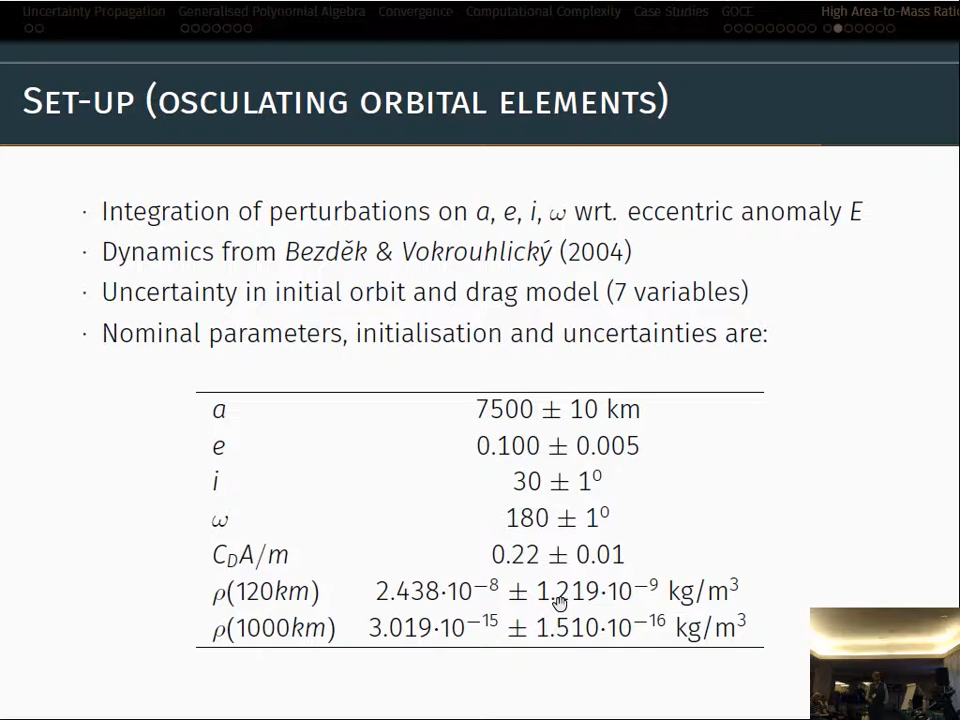 Uncertainty Propagation Generalised Polynomial Algebra Convergence Computational Complexity Case Studies GOCE High Area-to-Mass Ratio
SET-UP (OSCULATING ORBITAL ELEMENTS)
· Integration of perturbations on a, e, i, ω wrt. eccentric anomaly E
· Dynamics from Bezděk & Vokrouhlický (2004)
· Uncertainty in initial orbit and drag model (7 variables)
· Nominal parameters, initialisation and uncertainties are:
a 7500 ± 10 km
e 0.100 ± 0.005
i 30 ± 1⁰
ω 180 ± 1⁰
C_DA/m 0.22 ± 0.01
ρ(120km) 2.438·10⁻⁸ ± 1.219·10⁻⁹ kg/m³
ρ(1000km) 3.019·10⁻¹⁵ ± 1.510·10⁻¹⁶ kg/m³